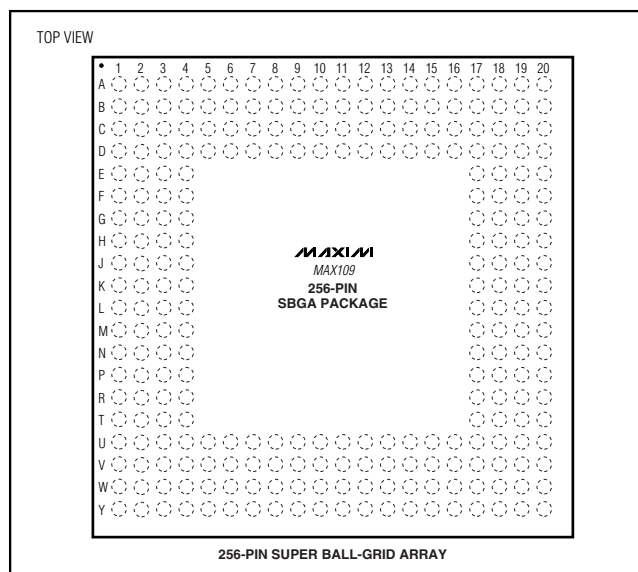 TOP VIEW
1 2 3 4 5 6 7 8 9 10 11 12 13 14 15 16 17 18 19 20
A
B
C
D
E
F
G
H
J
K
L
M
N
P
R
T
U
V
W
Y
MAXIM
MAX109
256-PIN
SBGA PACKAGE
256-PIN SUPER BALL-GRID ARRAY